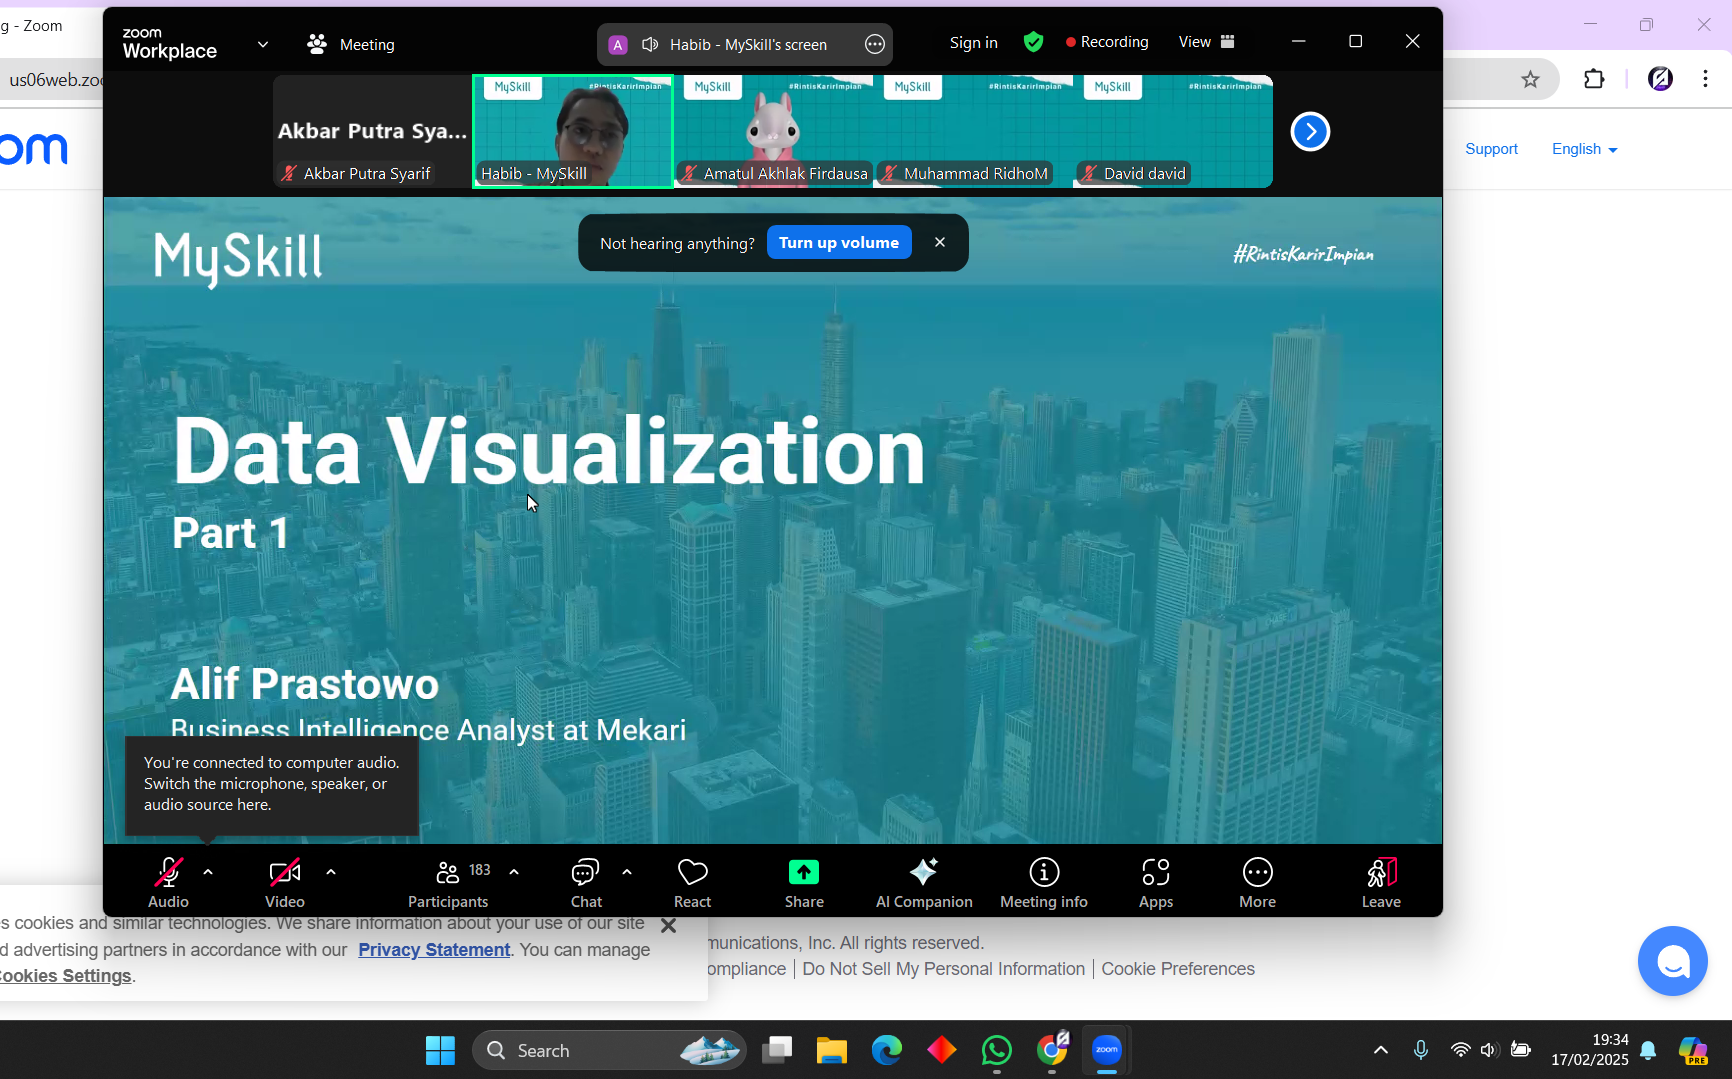 g - Zoom
us06web.zoo
zoom
Workplace
Meeting
A
Habib - MySkill's screen
Sign in
Recording
View
MySkill
#RintisKarirImpian
MySkill
#RintisKarirImpian
MySkill
#RintisKarirImpian
MySkill
#RintisKarirImpian
Akbar Putra Sya...
Akbar Putra Syarif
Habib - MySkill
Amatul Akhlak Firdausa
Muhammad RidhoM
David david
om
Support
English
MySkill
Not hearing anything?
Turn up volume
#RintisKarirImpian
Data Visualization
Part 1
Alif Prastowo
Business Intelligence Analyst at Mekari
You're connected to computer audio.
Switch the microphone, speaker, or
audio source here.
Audio
Video
183
Participants
Chat
React
Share
AI Companion
Meeting info
Apps
More
Leave
s cookies and similar technologies. We share information about your use of our site
d advertising partners in accordance with our Privacy Statement. You can manage
Cookies Settings.
munications, Inc. All rights reserved.
ompliance | Do Not Sell My Personal Information | Cookie Preferences
Search
zoom
19:34
17/02/2025
PRE